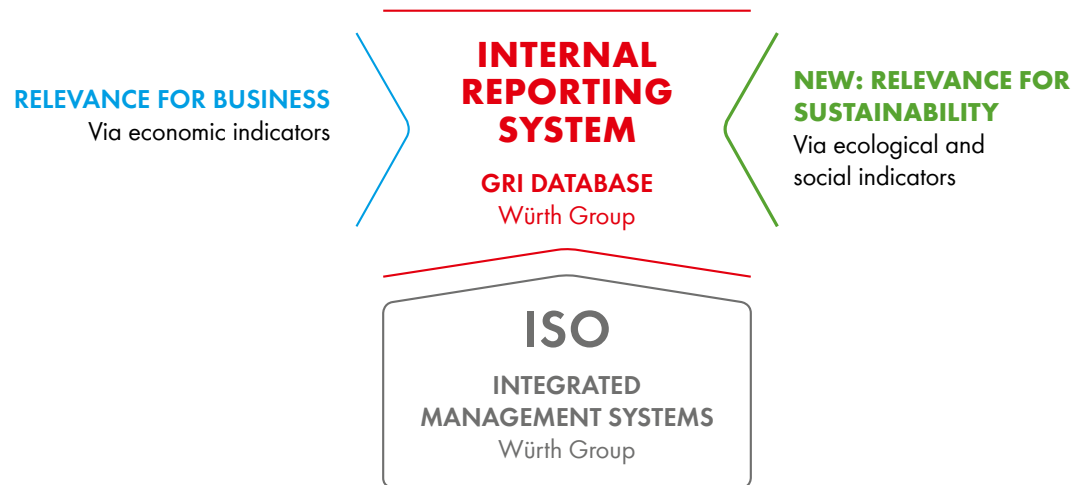 RELEVANCE FOR BUSINESS
Via economic indicators
INTERNAL
REPORTING
SYSTEM
GRI DATABASE
Würth Group
NEW: RELEVANCE FOR
SUSTAINABILITY
Via ecological and
social indicators
ISO
INTEGRATED
MANAGEMENT SYSTEMS
Würth Group